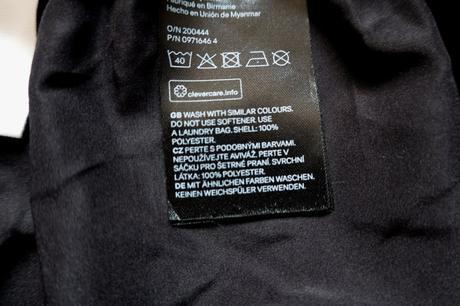 Fabriqué en Birmanie
Hecho en Unión de Myanmar
O/N 200444
P/N 0971646 4
40
clevercare.info
GB WASH WITH SIMILAR COLOURS.
DO NOT USE SOFTENER. USE
A LAUNDRY BAG. SHELL: 100%
POLYESTER.
CZ PERTE S PODOBNÝMI BARVAMI.
NEPOUŽÍVEJTE AVIVÁŽ. PERTE V
SÁČKU PRO ŠETRNÉ PRANÍ. SVRCHNÍ
LÁTKA: 100% POLYESTER.
DE MIT ÄHNLICHEN FARBEN WASCHEN.
KEINEN WEICHSPÜLER VERWENDEN.